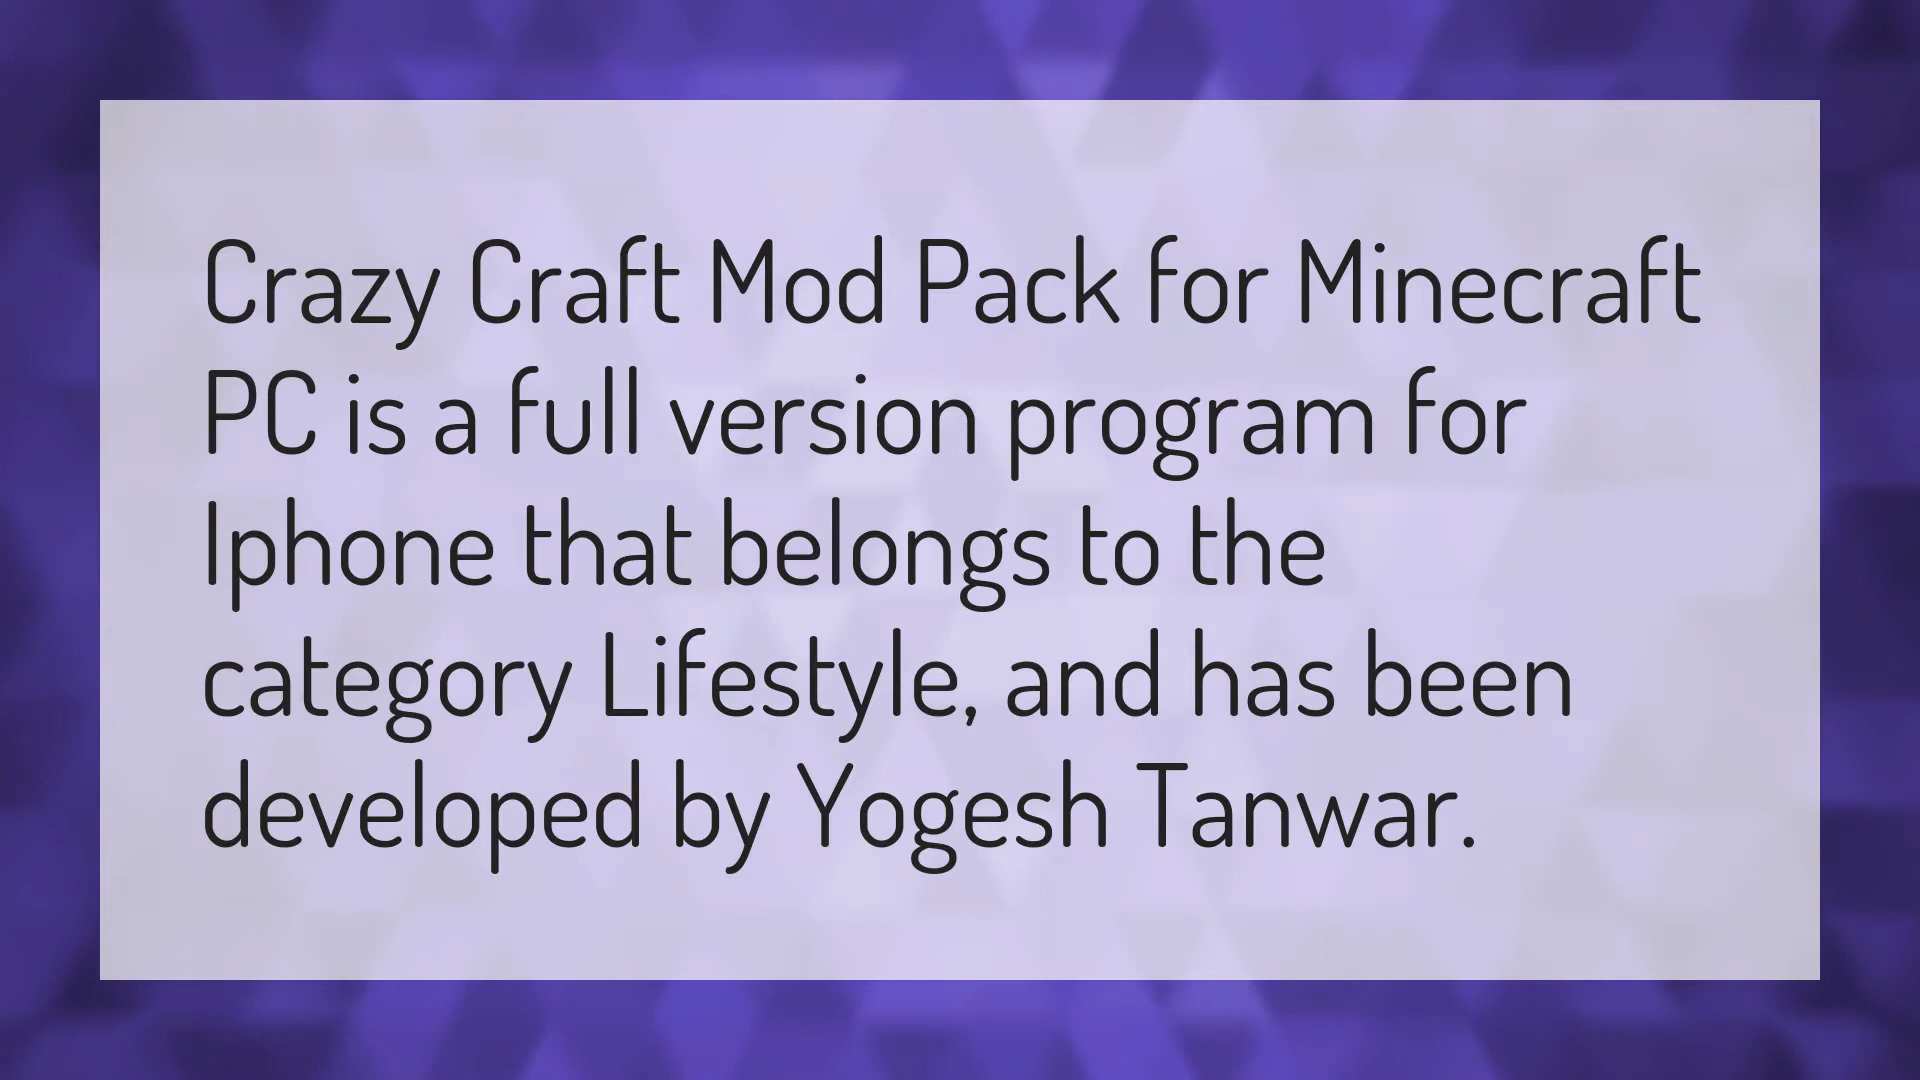 Crazy Craft Mod Pack for Minecraft
PC is a full version program for
Iphone that belongs to the
category Lifestyle, and has been
developed by Yogesh Tanwar.